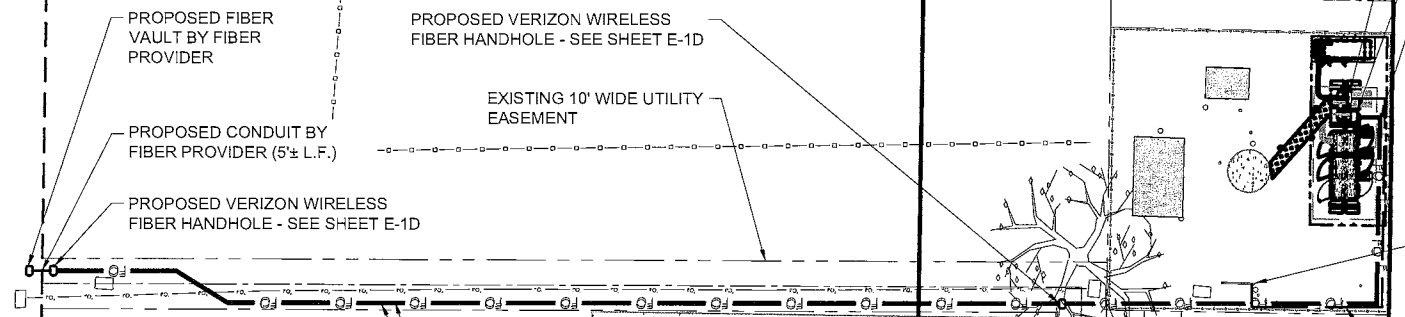 PROPOSED FIBER
VAULT BY FIBER
PROVIDER
PROPOSED VERIZON WIRELESS
FIBER HANDHOLE - SEE SHEET E-1D
EXISTING 10' WIDE UTILITY
EASEMENT
PROPOSED CONDUIT BY
FIBER PROVIDER (5'± L.F.)
PROPOSED VERIZON WIRELESS
FIBER HANDHOLE - SEE SHEET E-1D